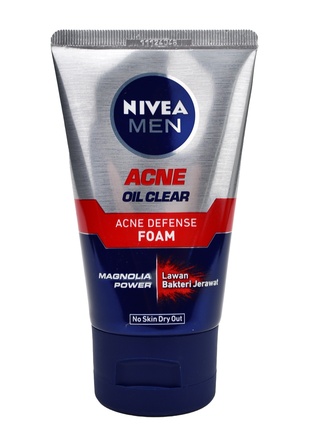 NIVEA
MEN
ACNE
OIL CLEAR
ACNE DEFENSE
FOAM
MAGNOLIA
POWER
Lawan
Bakteri Jerawat
No Skin Dry Out